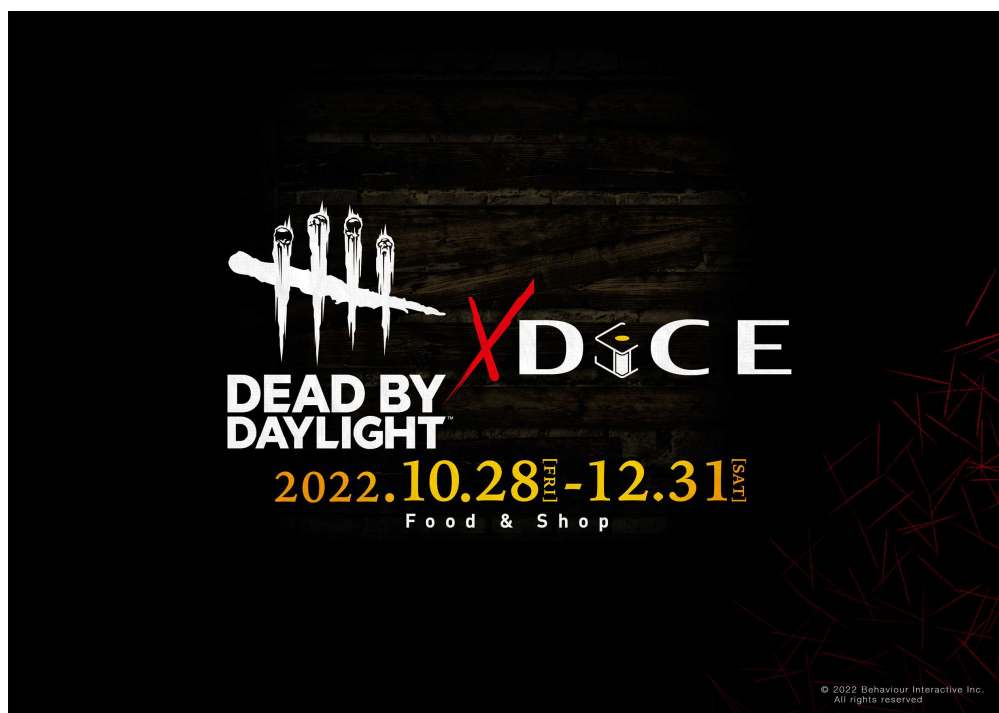 DEAD BY
DAYLIGHT™
X DiCE
2022.10.28[FRI]-12.31[SAT]
Food & Shop
© 2022 Behaviour Interactive Inc.
All rights reserved